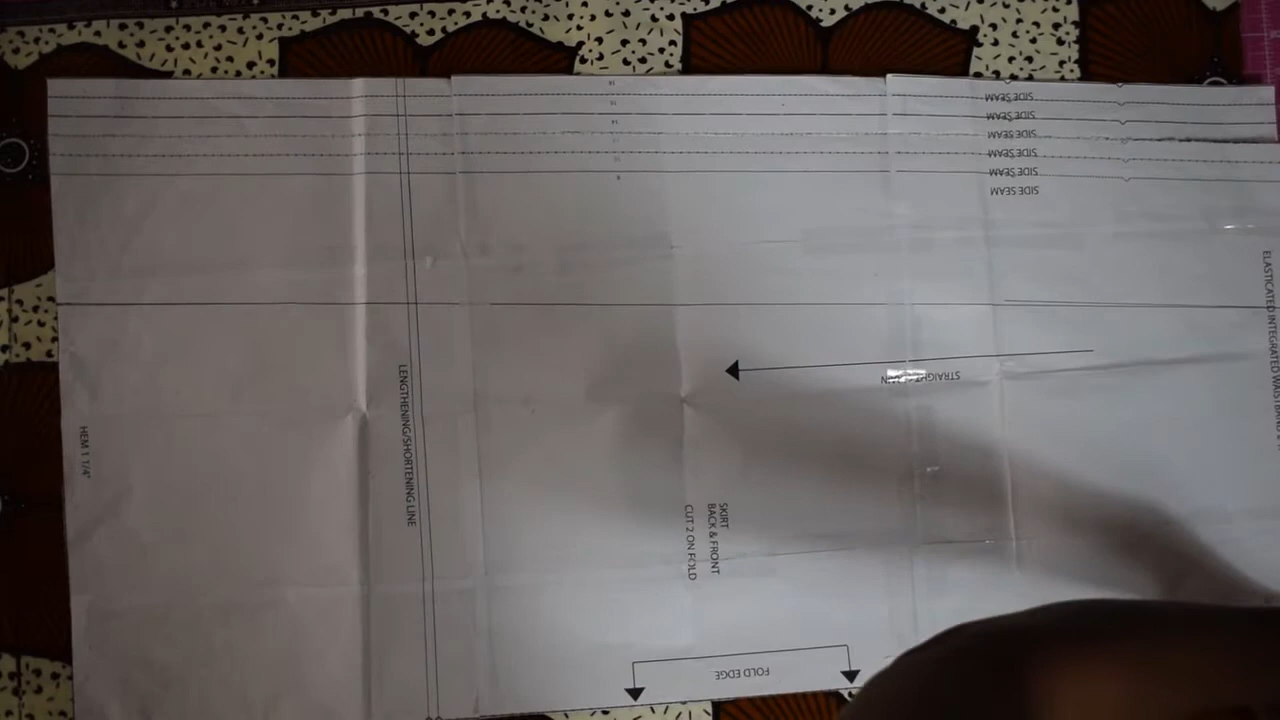 SIDE SEAM
SIDE SEAM
SIDE SEAM
SIDE SEAM
SIDE SEAM
SIDE SEAM
ELASTICATED INTEGRATED WAISTBAND
STRAIGHT
LENGTHENING/SHORTENING LINE
HEM 1 1/4"
SKIRT
BACK & FRONT
CUT 2 ON FOLD
FOLD EDGE